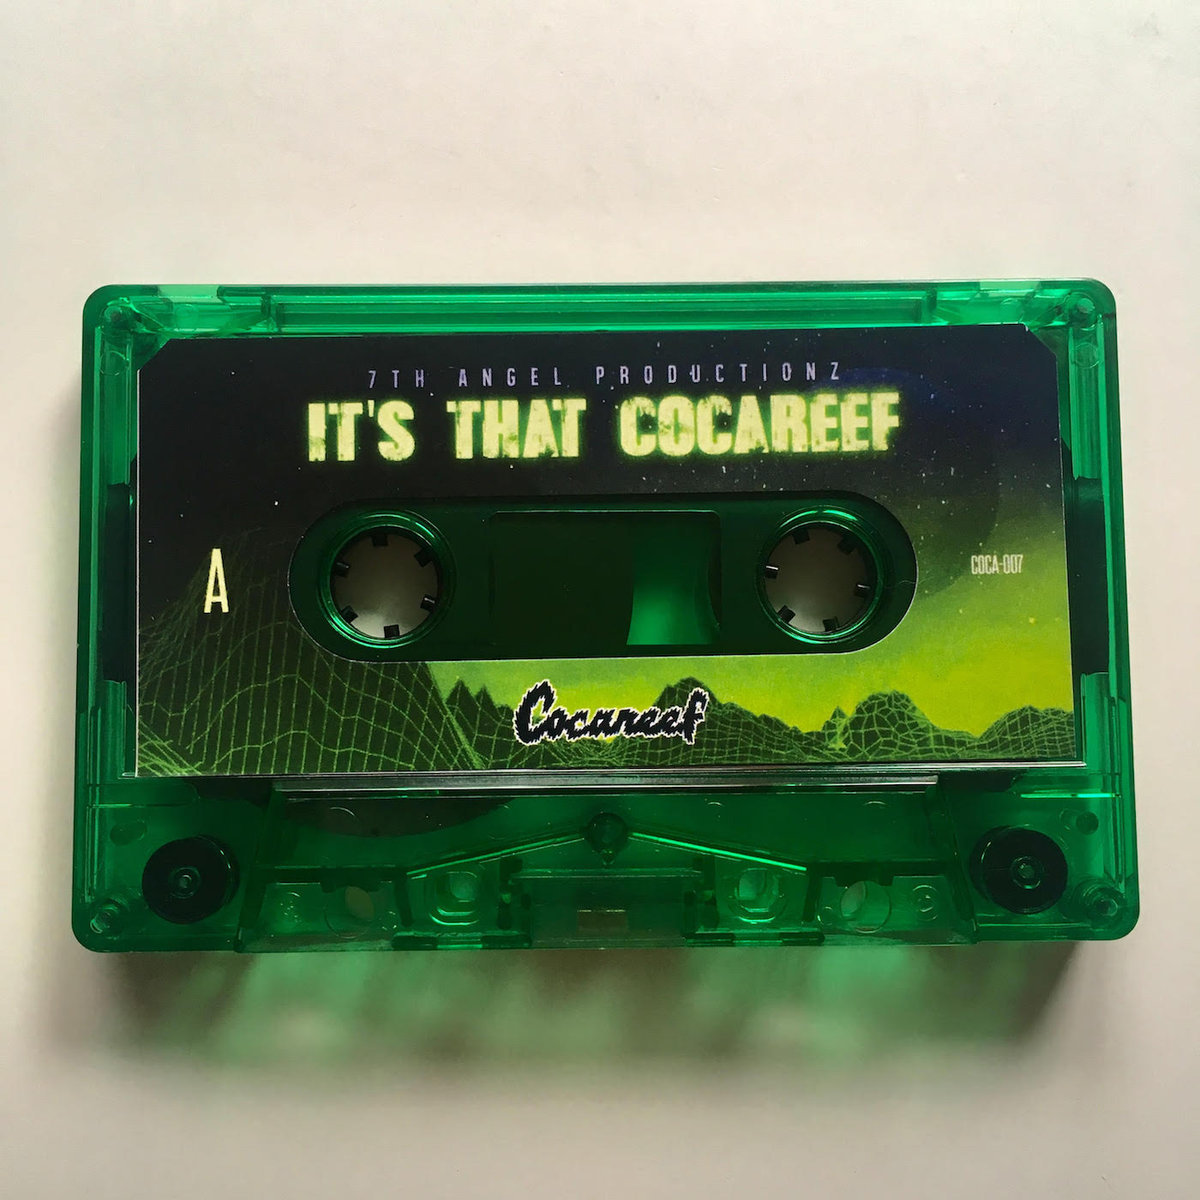 7TH ANGEL PRODUCTIONZ
IT'S THAT COCAREEF
A
COCA-007
Cocareef